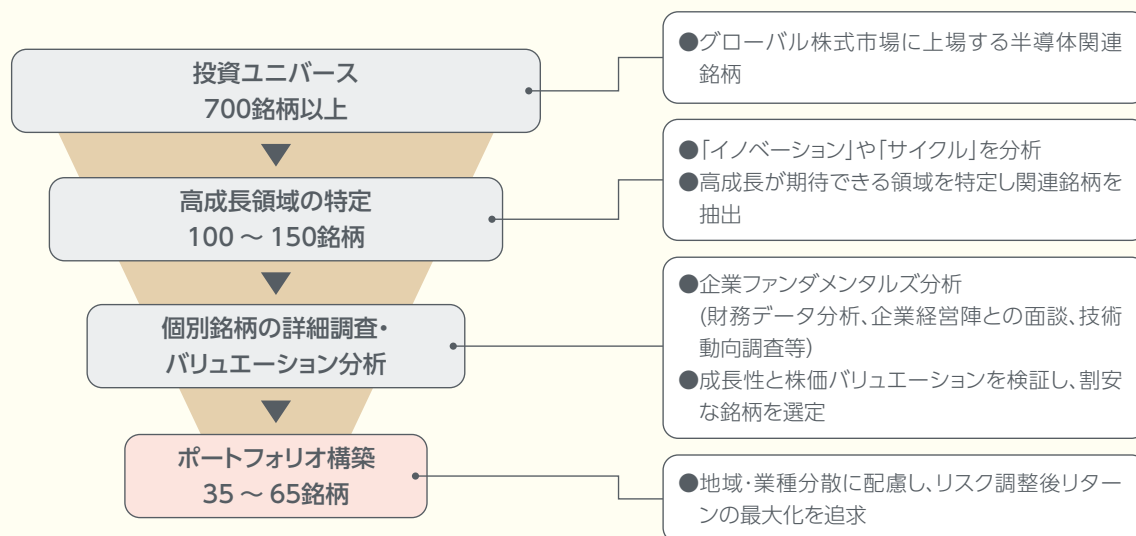 投資ユニバース
700銘柄以上
●グローバル株式市場に上場する半導体関連
銘柄
高成長領域の特定
100 ～ 150銘柄
●「イノベーション」や「サイクル」を分析
●高成長が期待できる領域を特定し関連銘柄を
抽出
個別銘柄の詳細調査・
バリュエーション分析
●企業ファンダメンタルズ分析
(財務データ分析、企業経営陣との面談、技術
動向調査等)
●成長性と株価バリュエーションを検証し、割安
な銘柄を選定
ポートフォリオ構築
35 ～ 65銘柄
●地域・業種分散に配慮し、リスク調整後リター
ンの最大化を追求